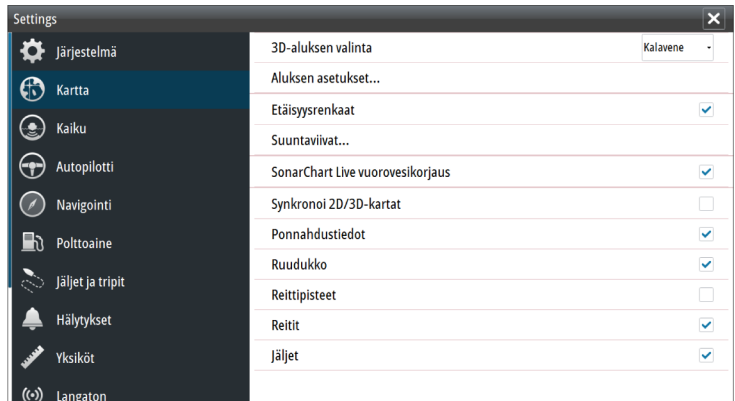 Settings
Järjestelmä
Kartta
Kaiku
Autopilotti
Navigointi
Polttoaine
Jäljet ja tripit
Hälytykset
Yksiköt
Langaton
3D-aluksen valinta Kalavene
Aluksen asetukset...
Etäisyysrenkaat
Suuntaviivat...
SonarChart Live vuorovesikorjaus
Synkronoi 2D/3D-kartat
Ponnahdustiedot
Ruudukko
Reittipisteet
Reitit
Jäljet